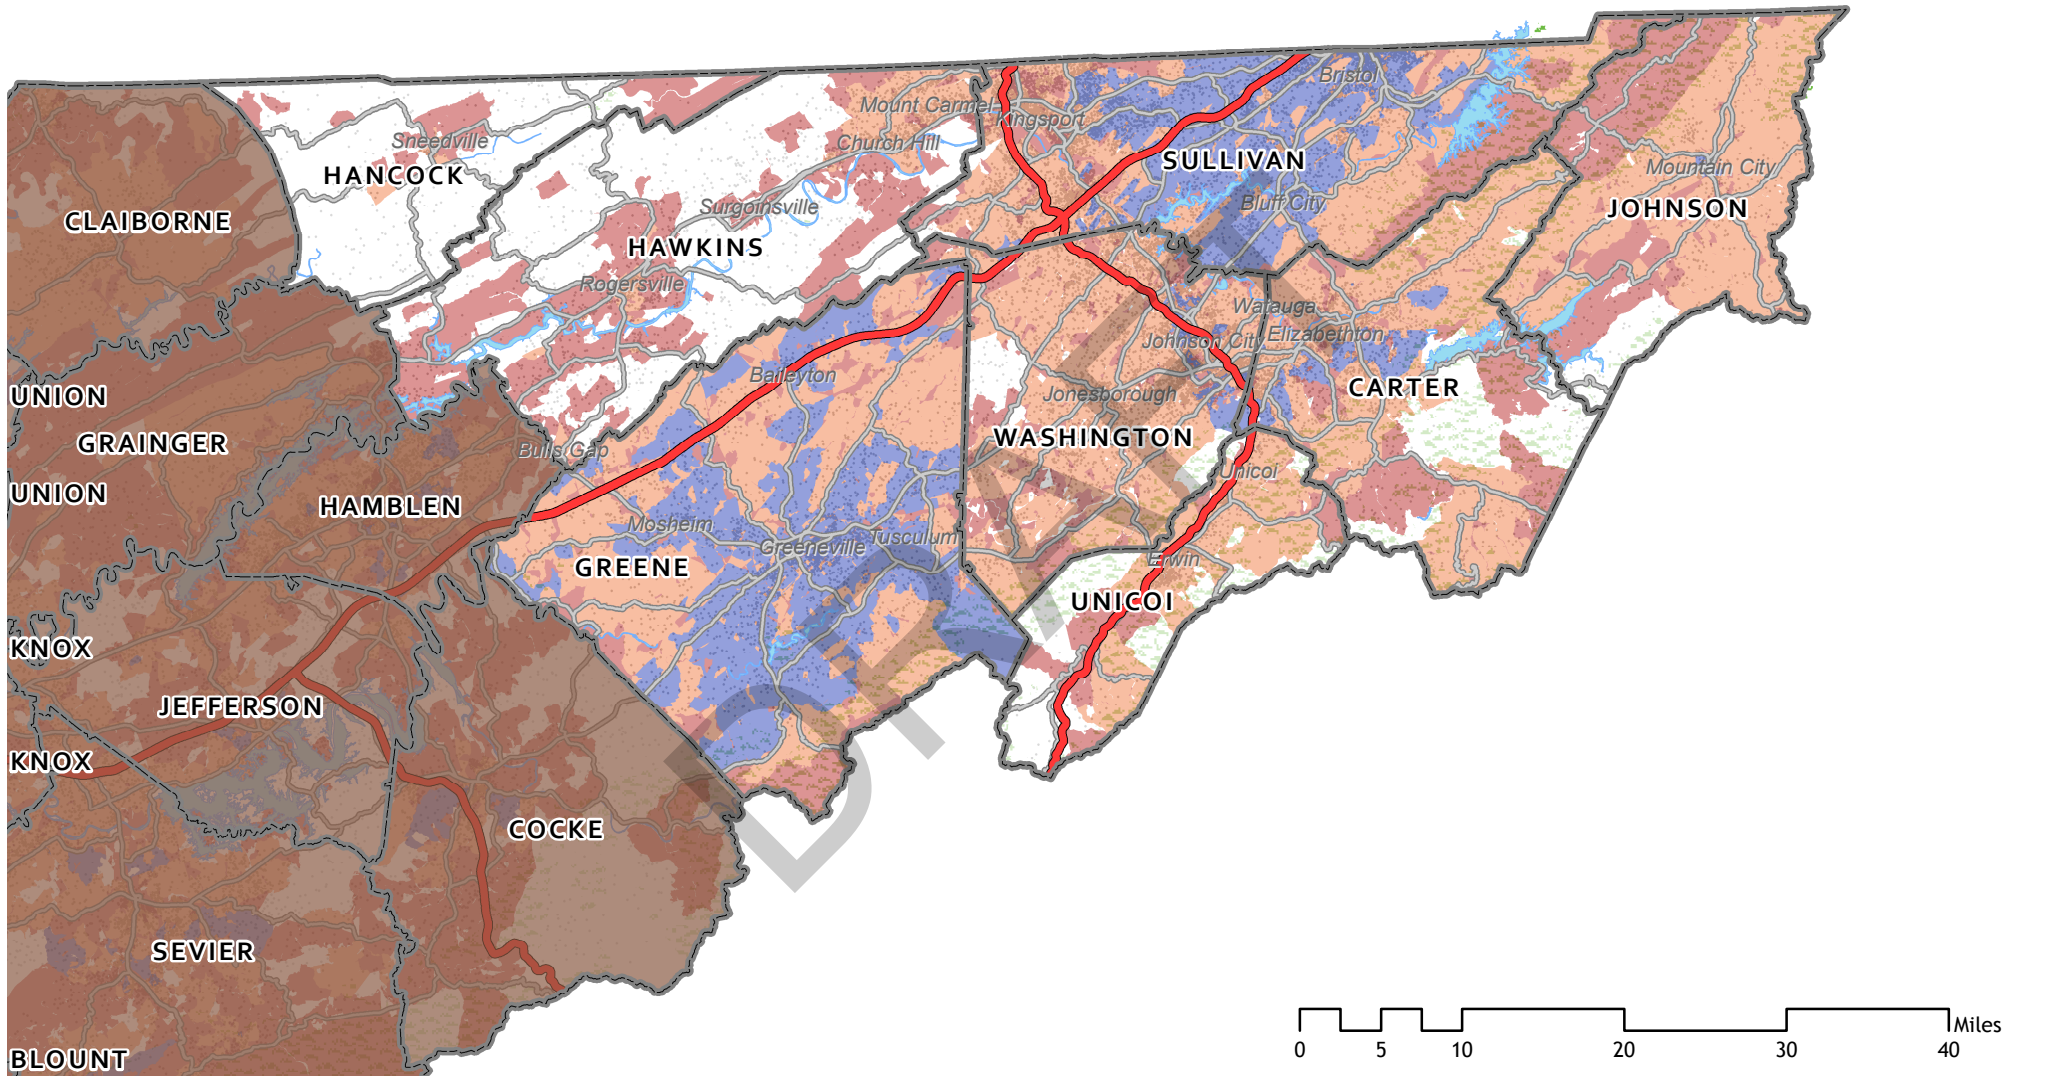 Bristol
Mount Carmel
Kingsport
Sneedville
Church Hill
SULLIVAN
HANCOCK
Mountain City
Surgoinsville
Bluff City
JOHNSON
CLAIBORNE
HAWKINS
Rogersville
Watauga
Johnson City
Elizabethton
Baileyton
CARTER
UNION
Jonesborough
GRAINGER
WASHINGTON
Bulls Gap
Unicoi
UNION
HAMBLEN
Mosheim
Greeneville
Tusculum
GREENE
Erwin
UNICOI
KNOX
DRAFT
JEFFERSON
KNOX
COCKE
SEVIER
BLOUNT
Miles
0 5 10 20 30 40